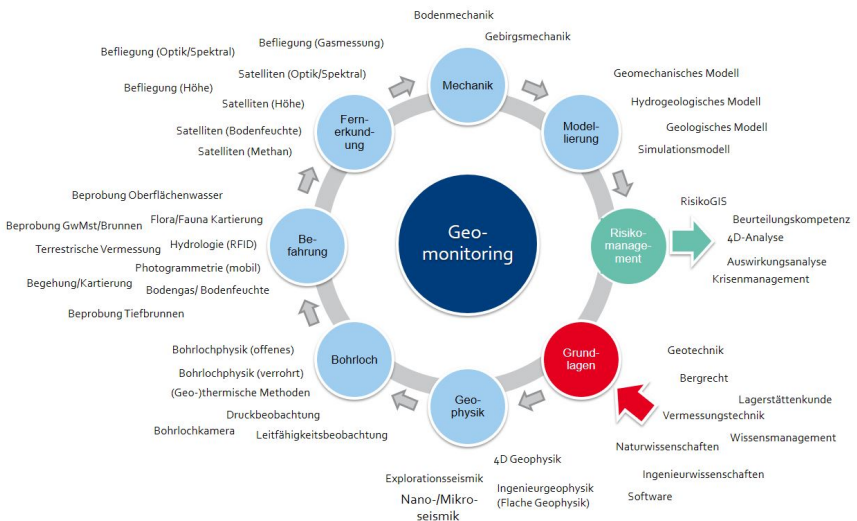 Bodenmechanik
Gebirgsmechanik
Mechanik
Geomechanisches Modell
Hydrogeologisches Modell
Geologisches Modell
Simulationsmodell
Model-
lierung
RisikoGIS
Beurteilungskompetenz
4D-Analyse
Auswirkungsanalyse
Krisenmanagement
Risiko-
manage-
ment
Geotechnik
Bergrecht
Lagerstättenkunde
Vermessungstechnik
Wissensmanagement
Naturwissenschaften
Ingenieurwissenschaften
Software
Grund-
lagen
4D Geophysik
Explorationsseismik
Ingenieurgeophysik
(Flache Geophysik)
Nano-/Mikro-
seismik
Geo-
physik
Bohrlochphysik (offenes)
Bohrlochphysik (verrohrt)
(Geo-)thermische Methoden
Druckbeobachtung
Bohrlochkamera
Leitfähigkeitsbeobachtung
Bohrloch
Beprobung Oberflächenwasser
Beprobung GwMst/Brunnen
Flora/Fauna Kartierung
Terrestrische Vermessung
Hydrologie (RFID)
Photogrammetrie (mobil)
Begehung/Kartierung
Bodengas/ Bodenfeuchte
Beprobung Tiefbrunnen
Be-
fahrung
Befliegung (Gasmessung)
Befliegung (Optik/Spektral)
Satelliten (Optik/Spektral)
Befliegung (Höhe)
Satelliten (Höhe)
Satelliten (Bodenfeuchte)
Satelliten (Methan)
Fern-
erkund-
ung
Geo-
monitoring